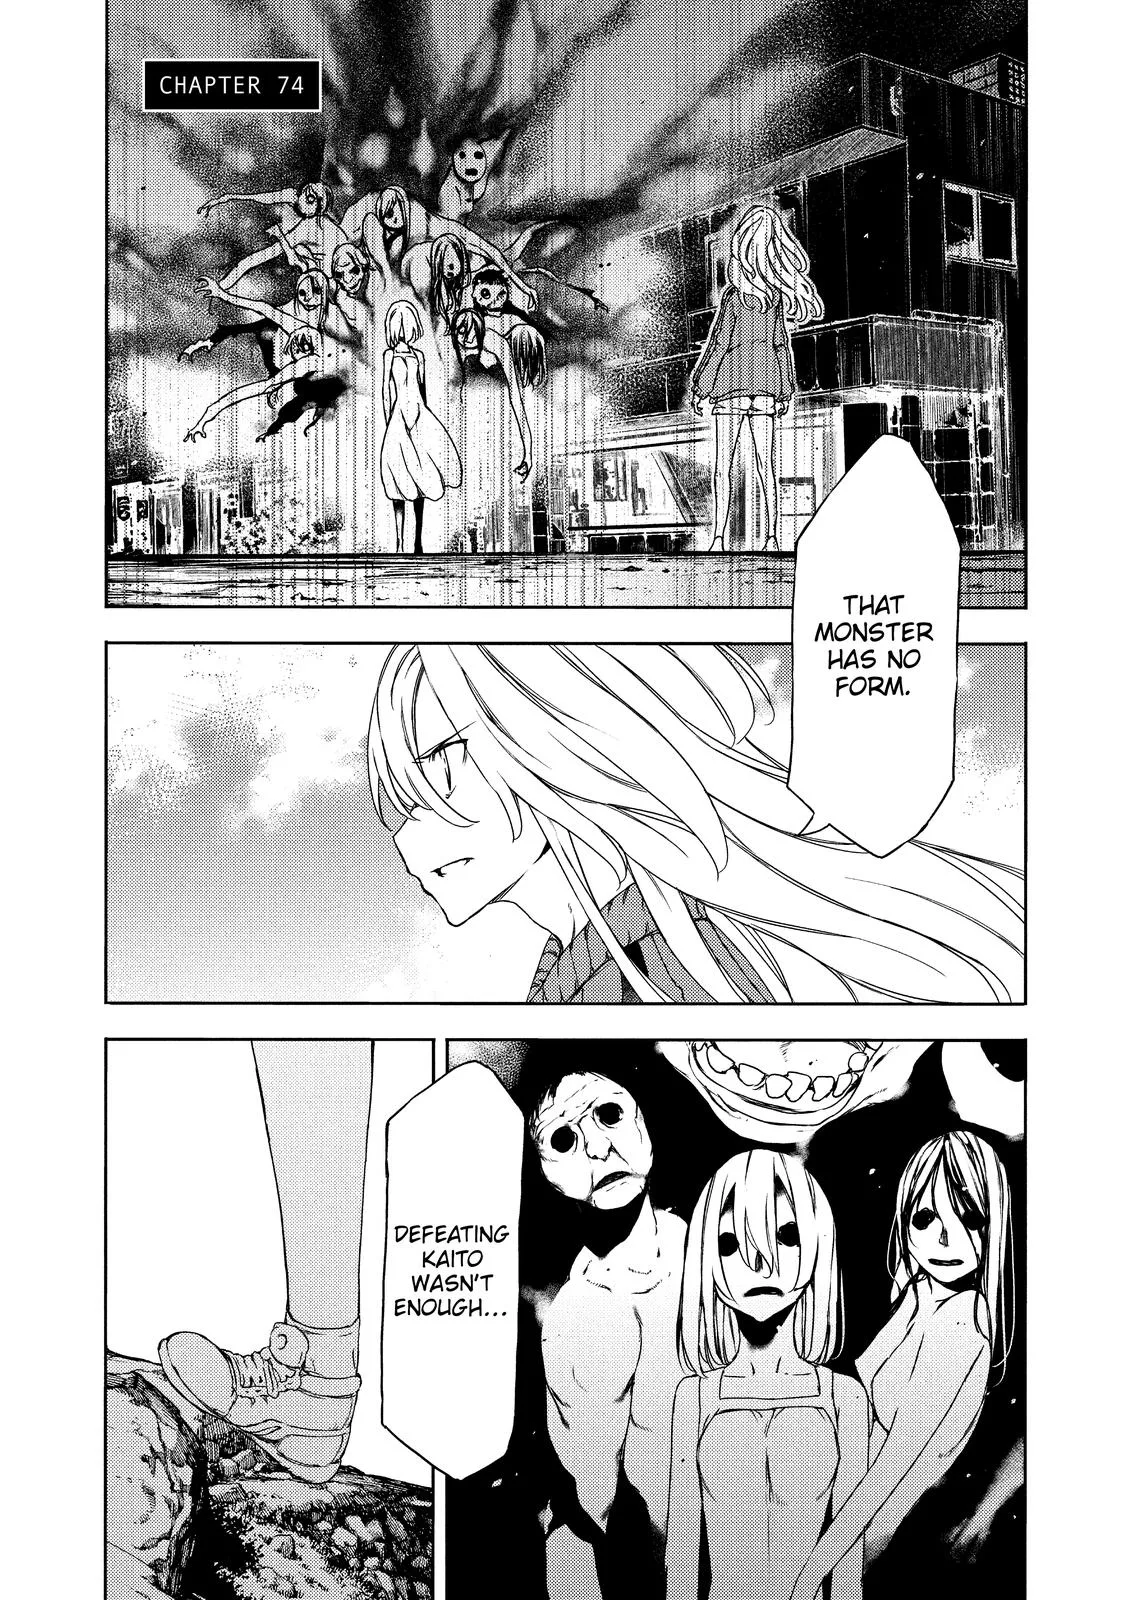 CHAPTER 74
THAT
MONSTER
HAS NO
FORM.
DEFEATING
KAITO
WASN'T
ENOUGH...